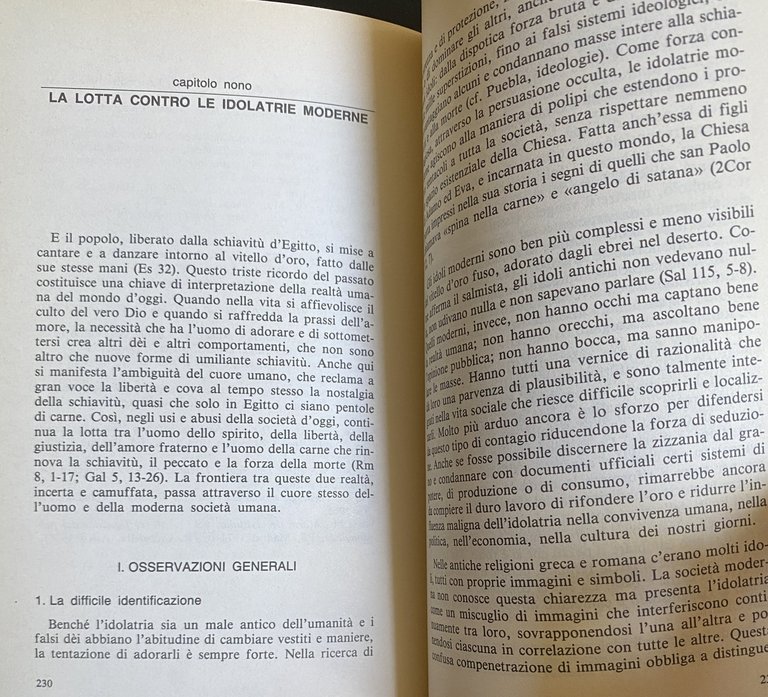 capitolo nono
LA LOTTA CONTRO LE IDOLATRIE MODERNE
E il popolo, liberato dalla schiavitù d'Egitto, si mise a
cantare e a danzare intorno al vitello d'oro, fatto dalle
sue stesse mani (Es 32). Questo triste ricordo del passato
costituisce una chiave di interpretazione della realtà uma-
na del mondo d'oggi. Quando nella vita si affievolisce il
culto del vero Dio e quando si raffredda la prassi dell'a-
more, la necessità che ha l'uomo di adorare e di sottomet-
tersi crea altri dèi e altri comportamenti, che non sono
altro che nuove forme di umiliante schiavitù. Anche qui
si manifesta l'ambiguità del cuore umano, che reclama a
gran voce la libertà e cova al tempo stesso la nostalgia
della schiavitù, quasi che solo in Egitto ci siano pentole
di carne. Così, negli usi e abusi della società d'oggi, conti-
nua la lotta tra l'uomo dello spirito, della libertà, della
giustizia, dell'amore fraterno e l'uomo della carne che rin-
nova la schiavitù, il peccato e la forza della morte (Rm
8, 1-17; Gal 5, 13-26). La frontiera tra queste due realtà,
incerta e camuffata, passa attraverso il cuore stesso del-
l'uomo e della moderna società umana.
I. OSSERVAZIONI GENERALI
1. La difficile identificazione
Benché l'idolatria sia un male antico dell'umanità e i
falsi dèi abbiano l'abitudine di cambiare vestiti e maniere,
la tentazione di adorarli è sempre forte. Nella ricerca di
230
e di protezione,
di dominare gli altri, anch
idoli: dalla dispotica forza bruta e d
superstizioni, fino ai falsi sistemi ideologici, c
alcuni e condannano masse intere alla schia-
alla morte (cf. Puebla, ideologie). Come forza con-
attraverso la persuasione occulta, le idolatrie mo-
agiscono alla maniera di polipi che estendono i pro-
tentacoli a tutta la società, senza rispettare nemmeno
esistenziale della Chiesa. Fatta anch'essa di figli
Adamo ed Eva, e incarnata in questo mondo, la Chiesa
impressi nella sua storia i segni di quelli che san Paolo
«spina nella carne» e «angelo di satana» (2Cor
7).
Gli idoli moderni sono ben più complessi e meno visibili
vitello d'oro fuso, adorato dagli ebrei nel deserto. Co-
afferma il salmista, gli idoli antichi non vedevano nul-
non udivano nulla e non sapevano parlare (Sal 115, 5-8).
moderni, invece, non hanno occhi ma captano bene
realtà umana; non hanno orecchi, ma ascoltano bene
l'opinione pubblica; non hanno bocca, ma sanno manipo-
le masse. Hanno tutti una vernice di razionalità che
loro una parvenza di plausibilità, e sono talmente inte-
nella vita sociale che riesce difficile scoprirli e localiz-
Molto più arduo ancora è lo sforzo per difendersi
questo tipo di contagio riducendone la forza di seduzio-
ne. Anche se fosse possibile discernere la zizzania dal gra-
no e condannare con documenti ufficiali certi sistemi di
potere, di produzione o di consumo, rimarrebbe ancora
da compiere il duro lavoro di rifondere l'oro e ridurre l'in-
fluenza maligna dell'idolatria nella convivenza umana, nella
politica, nell'economia, nella cultura dei nostri giorni.
Nelle antiche religioni greca e romana c'erano molti ido-
li, tutti con proprie immagini e simboli. La società moder-
na non conosce questa chiarezza ma presenta l'idolatria
come un miscuglio di immagini che interferiscono conti
nuamente tra loro, sovrapponendosi l'una all'altra e po
nendosi ciascuna in correlazione con tutte le altre. Quest
confusa compenetrazione di immagini obbliga a distingue